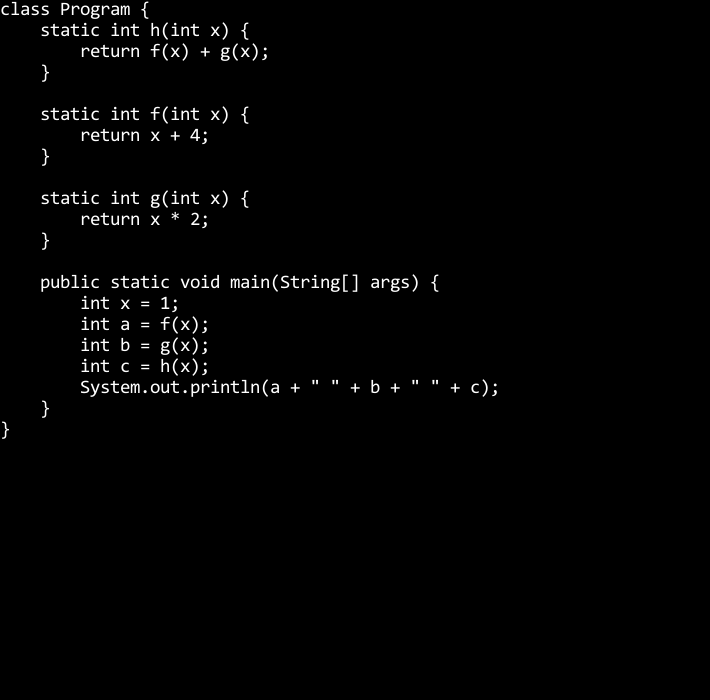 class Program {
    static int h(int x) {
        return f(x) + g(x);
    }

    static int f(int x) {
        return x + 4;
    }

    static int g(int x) {
        return x * 2;
    }

    public static void main(String[] args) {
        int x = 1;
        int a = f(x);
        int b = g(x);
        int c = h(x);
        System.out.println(a + " " + b + " " + c);
    }
}